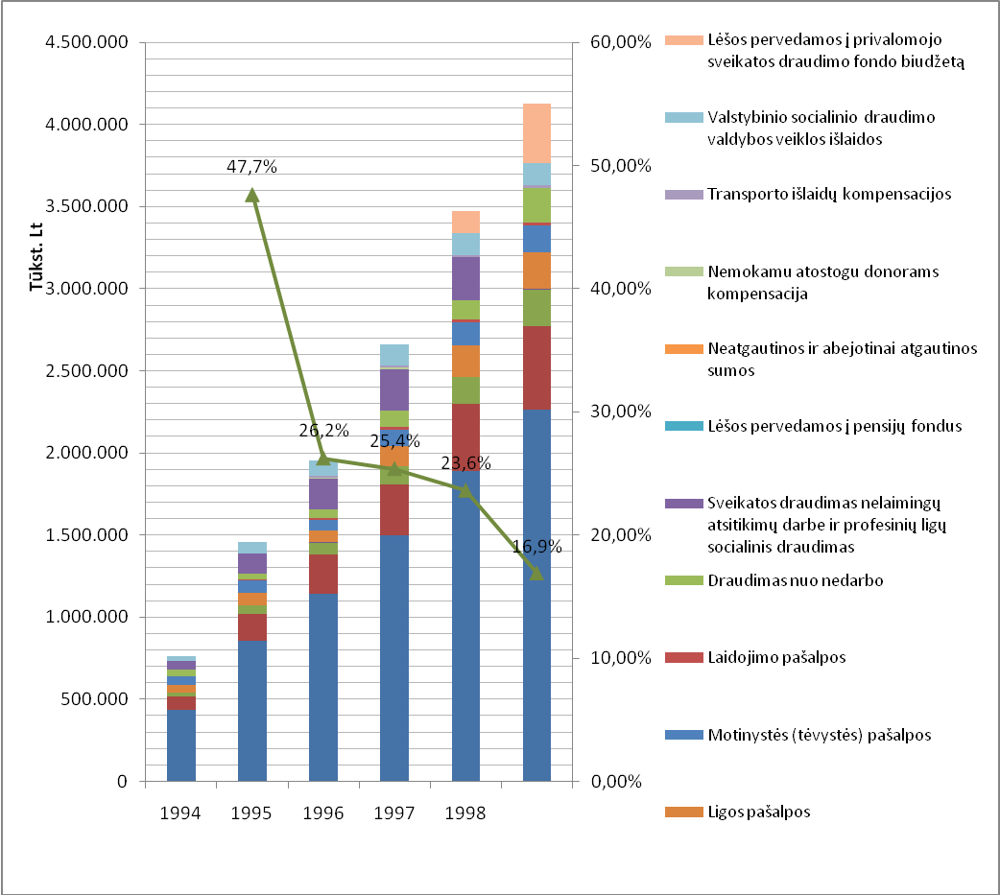 Tūkst. Lt
4.500.000
4.000.000
3.500.000
3.000.000
2.500.000
2.000.000
1.500.000
1.000.000
500.000
0
47,7%
26,2%
25,4%
23,6%
16,9%
60,00%
50,00%
40,00%
30,00%
20,00%
10,00%
0,00%
1994
1995
1996
1997
1998
Lėšos pervedamos į privalomojo
sveikatos draudimo fondo biudžetą
Valstybinio socialinio draudimo
valdybos veiklos išlaidos
Transporto išlaidų kompensacijos
Nemokamu atostogu donorams
kompensacija
Neatgautinos ir abejotinai atgautinos
sumos
Lėšos pervedamos į pensijų fondus
Sveikatos draudimas nelaimingų
atsitikimų darbe ir profesinių ligų
socialinis draudimas
Draudimas nuo nedarbo
Laidojimo pašalpos
Motinystės (tėvystės) pašalpos
Ligos pašalpos